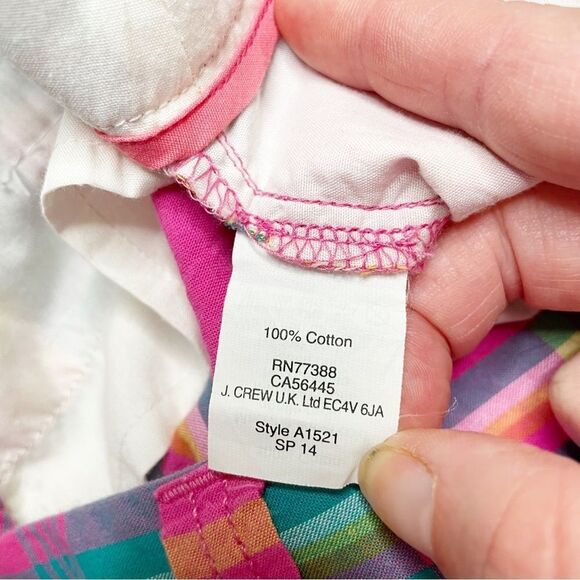 100% Cotton
RN77388
CA56445
J. CREW U.K. Ltd EC4V 6JA
Style A1521
SP 14